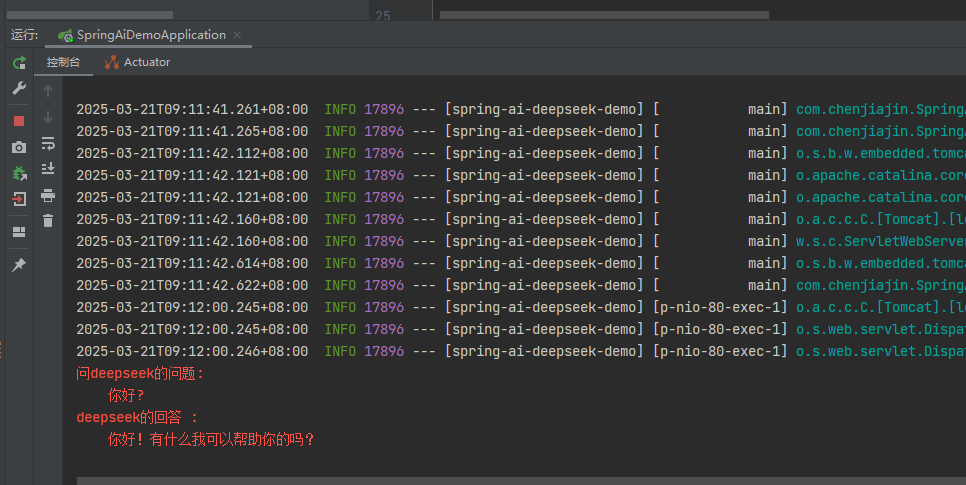 25
运行: SpringAiDemoApplication ×
控制台 Actuator
2025-03-21T09:11:41.261+08:00 INFO 17896 --- [spring-ai-deepseek-demo] [           main] com.chenjiajin.Spring
2025-03-21T09:11:41.265+08:00 INFO 17896 --- [spring-ai-deepseek-demo] [           main] com.chenjiajin.Spring
2025-03-21T09:11:42.112+08:00 INFO 17896 --- [spring-ai-deepseek-demo] [           main] o.s.b.w.embedded.tomc
2025-03-21T09:11:42.121+08:00 INFO 17896 --- [spring-ai-deepseek-demo] [           main] o.apache.catalina.cor
2025-03-21T09:11:42.121+08:00 INFO 17896 --- [spring-ai-deepseek-demo] [           main] o.apache.catalina.cor
2025-03-21T09:11:42.160+08:00 INFO 17896 --- [spring-ai-deepseek-demo] [           main] o.a.c.c.C.[Tomcat].[l
2025-03-21T09:11:42.160+08:00 INFO 17896 --- [spring-ai-deepseek-demo] [           main] w.s.c.ServletWebServe
2025-03-21T09:11:42.614+08:00 INFO 17896 --- [spring-ai-deepseek-demo] [           main] o.s.b.w.embedded.tomc
2025-03-21T09:11:42.622+08:00 INFO 17896 --- [spring-ai-deepseek-demo] [           main] com.chenjiajin.Spring
2025-03-21T09:12:00.245+08:00 INFO 17896 --- [spring-ai-deepseek-demo] [p-nio-80-exec-1] o.a.c.c.C.[Tomcat].[l
2025-03-21T09:12:00.245+08:00 INFO 17896 --- [spring-ai-deepseek-demo] [p-nio-80-exec-1] o.s.web.servlet.Dispa
2025-03-21T09:12:00.246+08:00 INFO 17896 --- [spring-ai-deepseek-demo] [p-nio-80-exec-1] o.s.web.servlet.Dispa
问deepseek的问题:
你好?
deepseek的回答 :
你好！有什么我可以帮助你的吗？